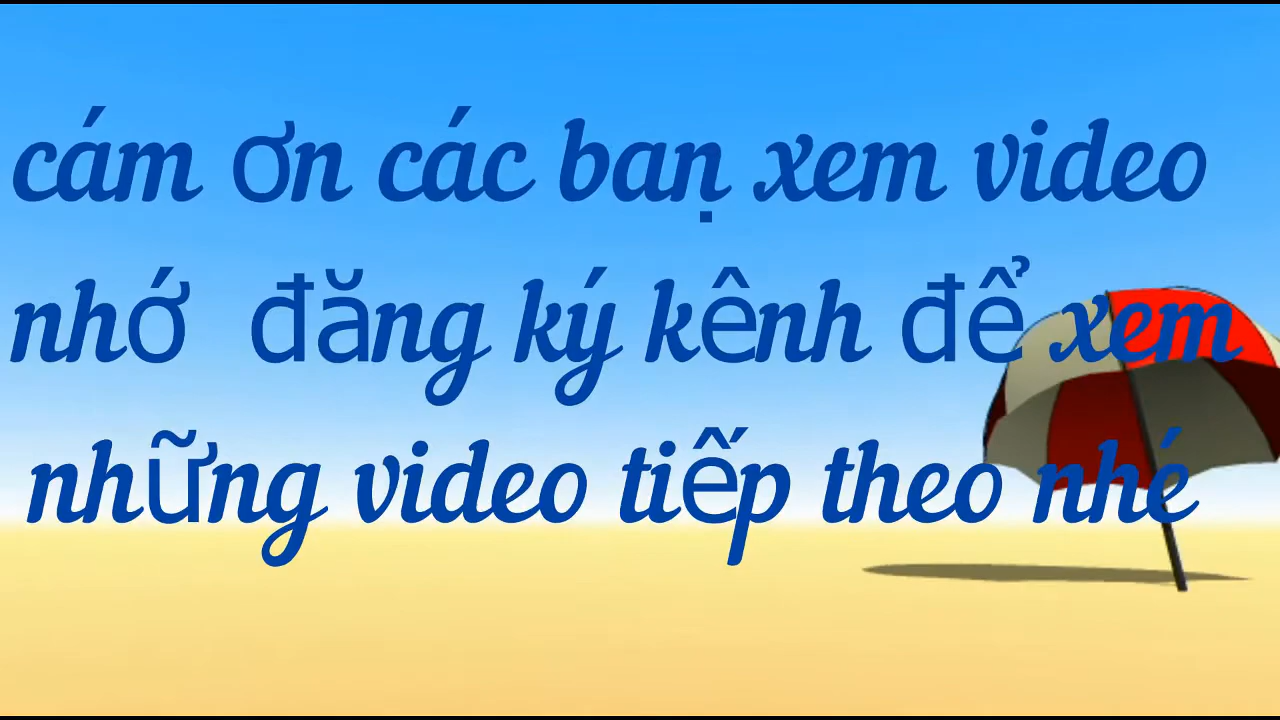 cám ơn các bạn xem video
nhớ đăng ký kênh để xem
những video tiếp theo nhé